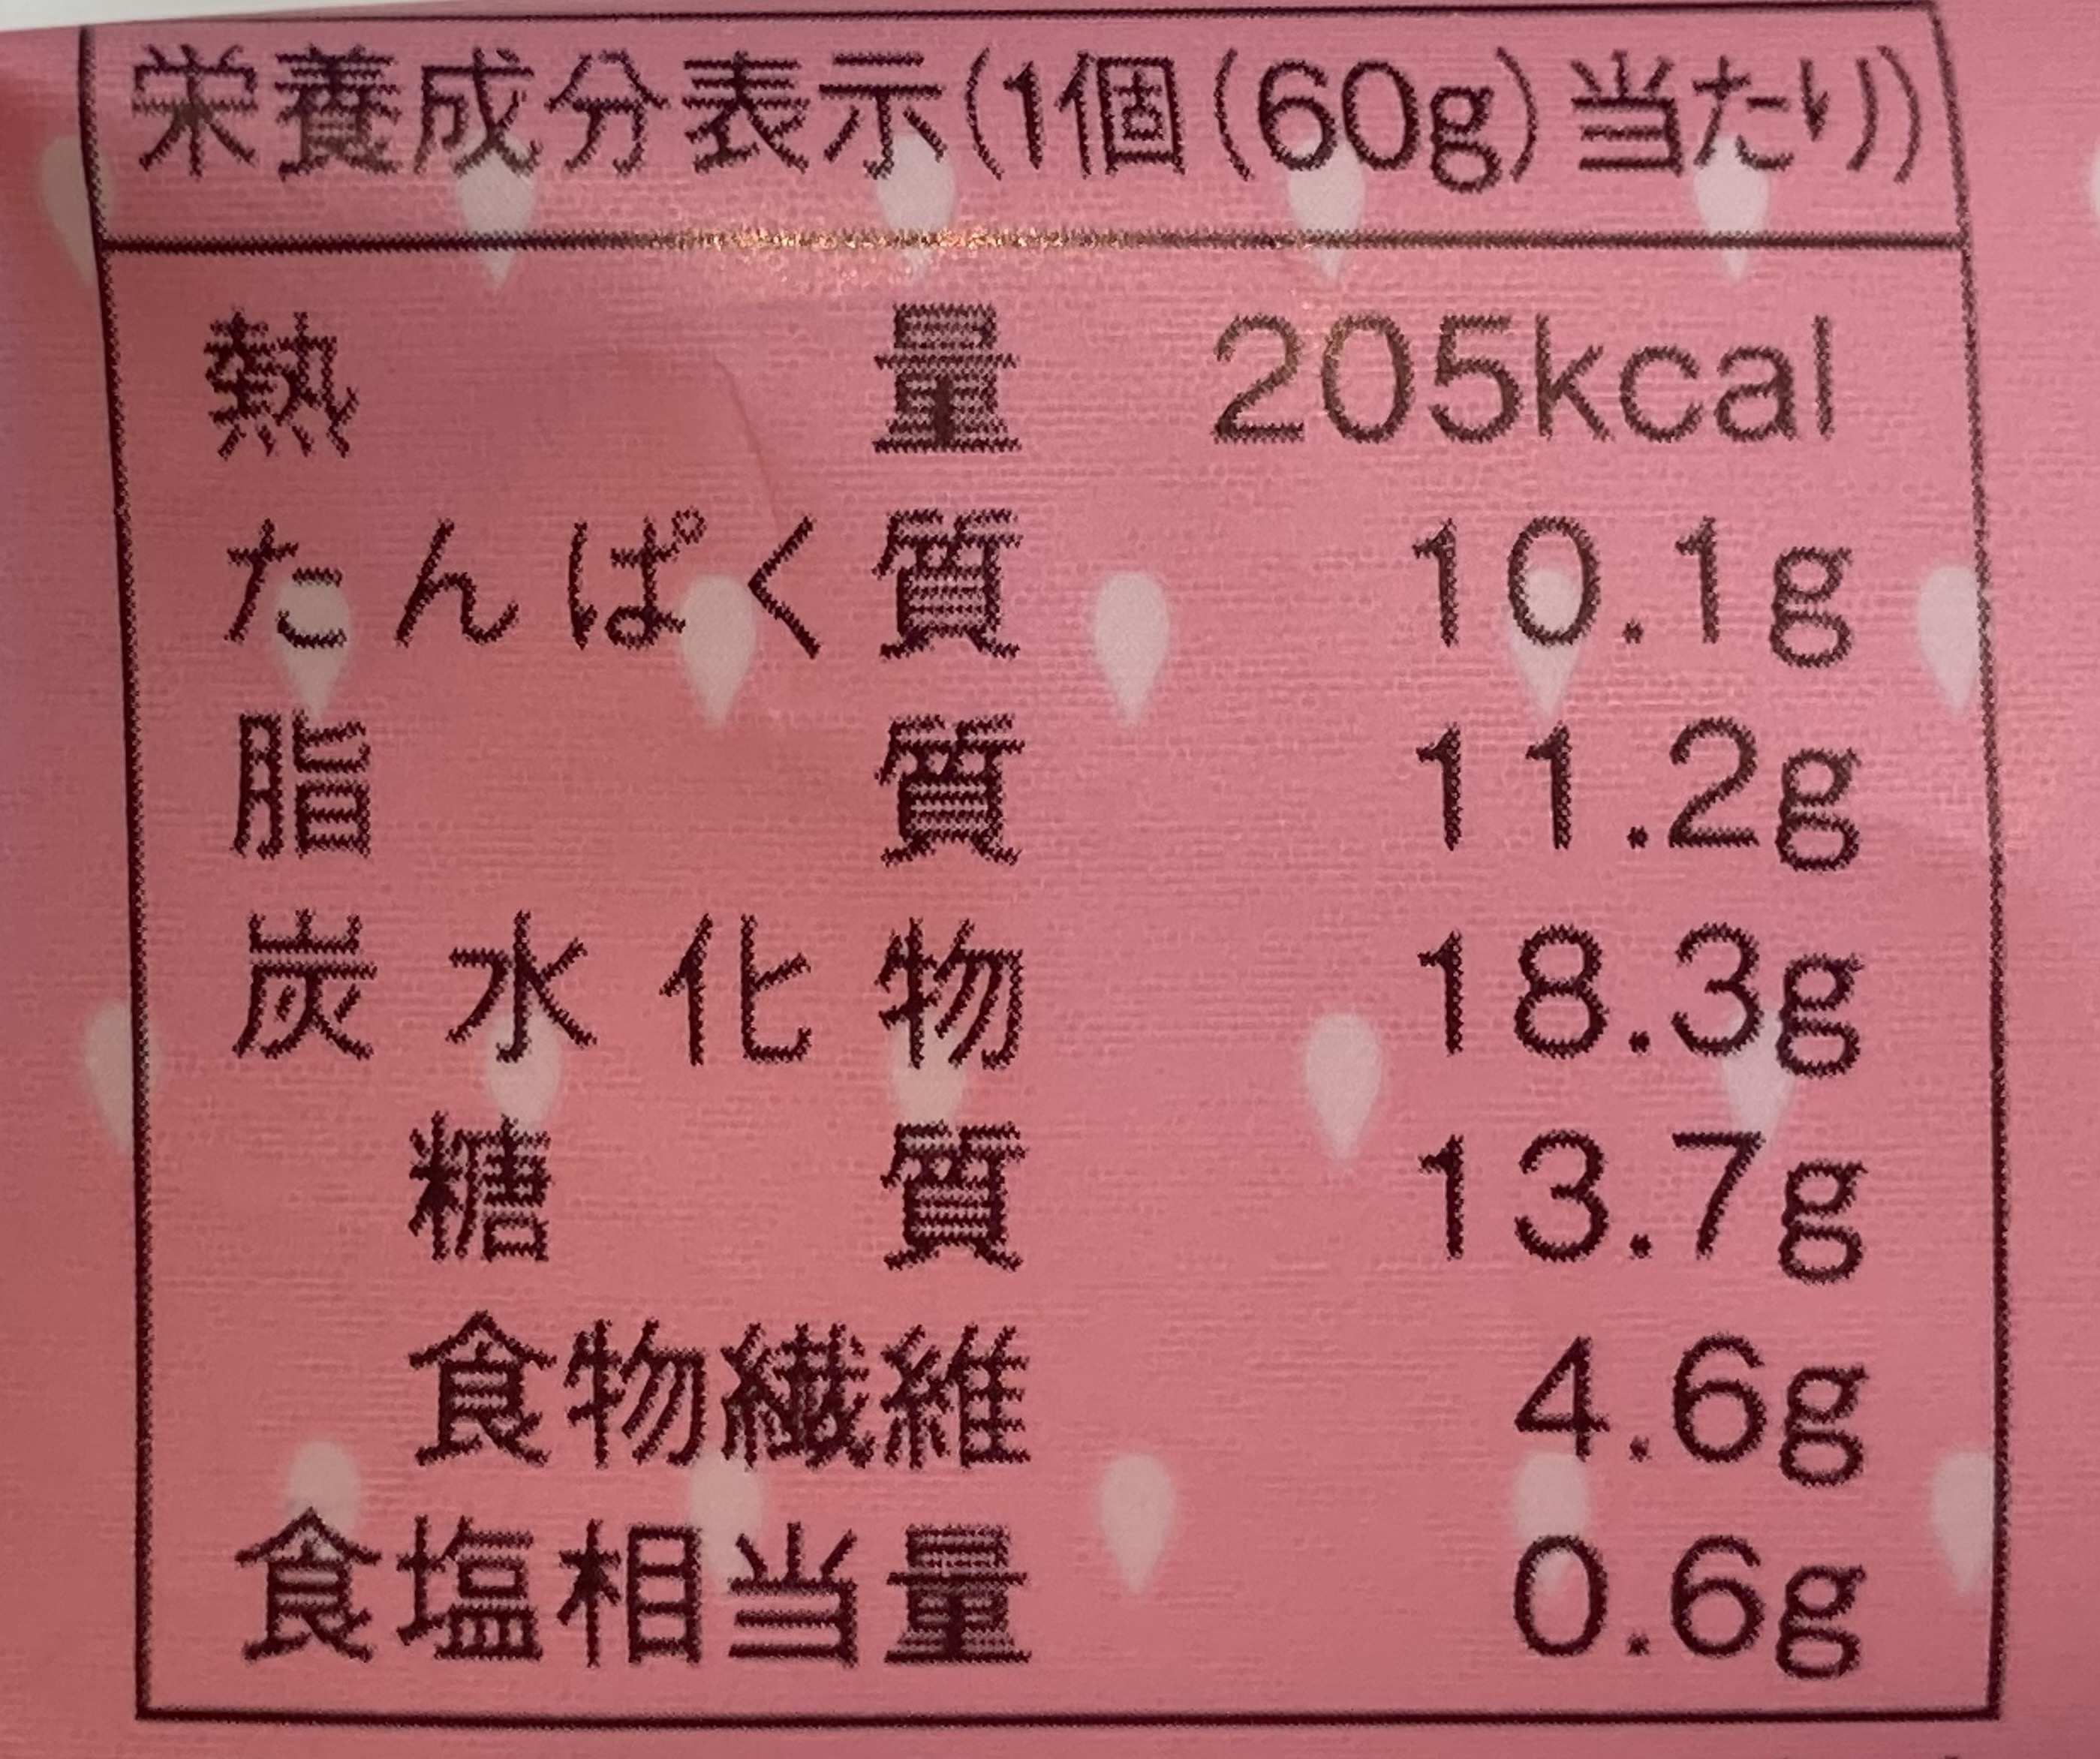 栄養成分表示(1個(60g)当たり)
熱量 205kcal
たんぱく質 10.1g
脂質 11.2g
炭水化物 18.3g
糖質 13.7g
食物繊維 4.6g
食塩相当量 0.6g